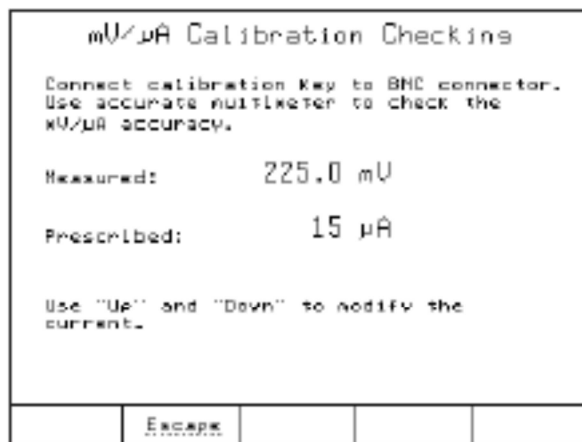 mV/µA Calibration Checking
Connect calibration Key to BNC connector.
Use accurate multimeter to check the
mV/µA accuracy.
Measured: 225.0 mV
Prescribed: 15 µA
Use "Up" and "Down" to modify the
current.
Escape